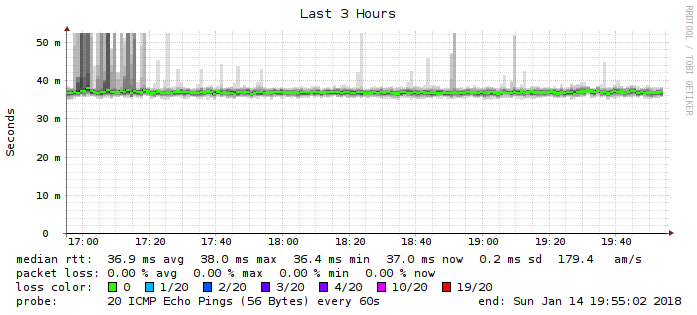 Last 3 Hours
RRDTOOL / TOBI OETIKER
Seconds
50 m
40 m
30 m
20 m
10 m
0
17:00 17:20 17:40 18:00 18:20 18:40 19:00 19:20 19:40
median rtt: 36.9 ms avg 38.0 ms max 36.4 ms min 37.0 ms now 0.2 ms sd 179.4 am/s
packet loss: 0.00 % avg 0.00 % max 0.00 % min 0.00 % now
loss color: 0 1/20 2/20 3/20 4/20 10/20 19/20
probe: 20 ICMP Echo Pings (56 Bytes) every 60s end: Sun Jan 14 19:55:02 2018